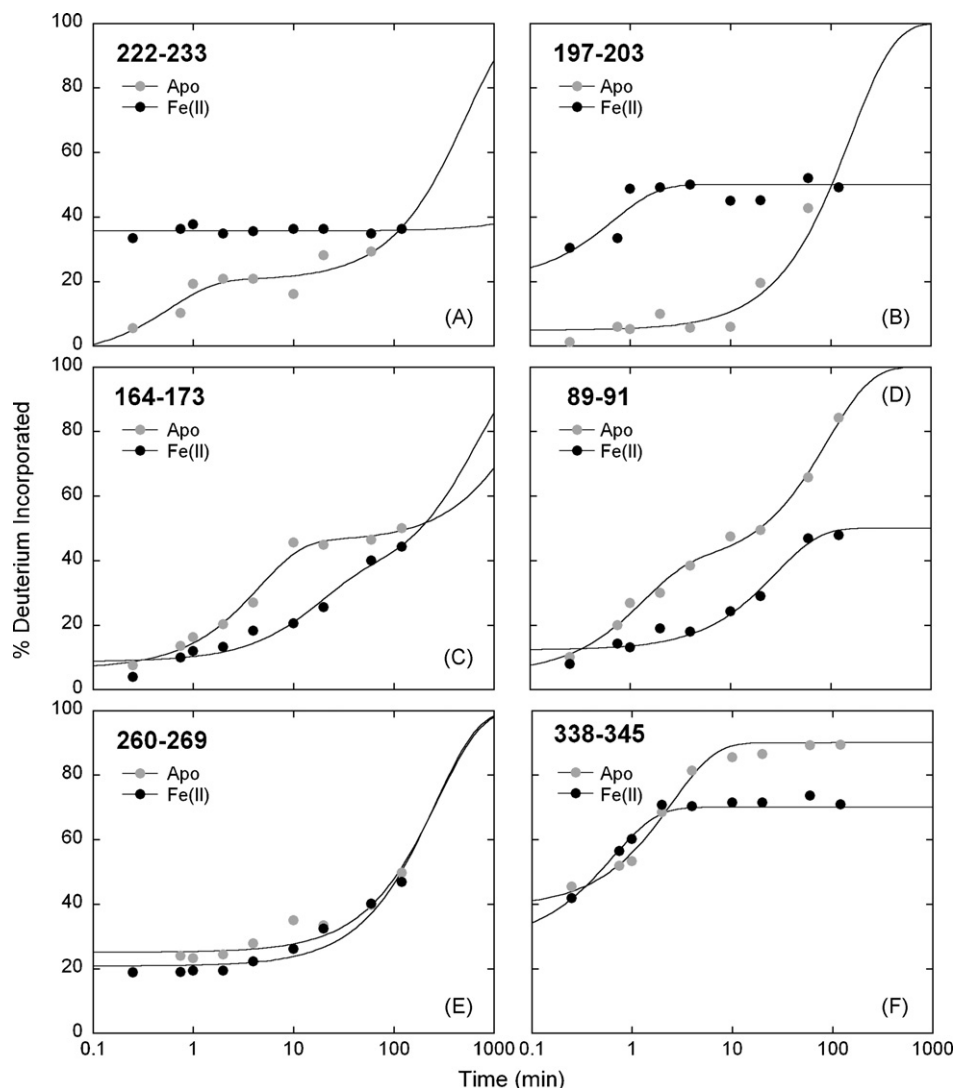 % Deuterium Incorporated
100
80
60
40
20
0
222-233
Apo
Fe(II)
(A)
197-203
Apo
Fe(II)
(B)
100
80
60
40
20
0
164-173
Apo
Fe(II)
(C)
89-91
Apo
Fe(II)
(D)
100
80
60
40
20
0
260-269
Apo
Fe(II)
(E)
338-345
Apo
Fe(II)
(F)
0.1 1 10 100 1000 0.1 1 10 100 1000
Time (min)